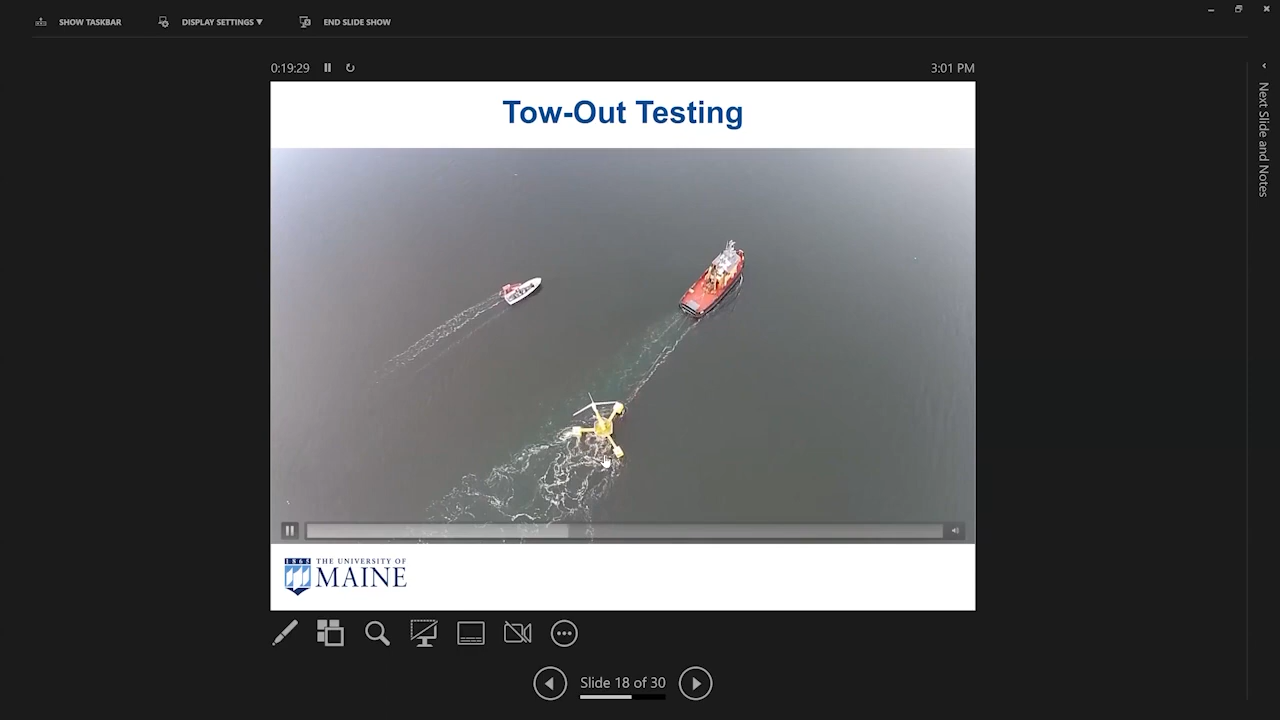 SHOW TASKBAR
DISPLAY SETTINGS ▼
END SLIDE SHOW
0:19:29
3:01 PM
Tow-Out Testing
1865
THE UNIVERSITY OF
MAINE
Slide 18 of 30
Next Slide and Notes